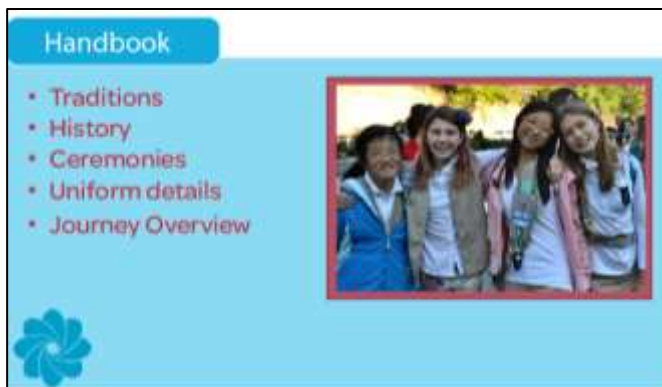 Handbook
• Traditions
• History
• Ceremonies
• Uniform details
• Journey Overview